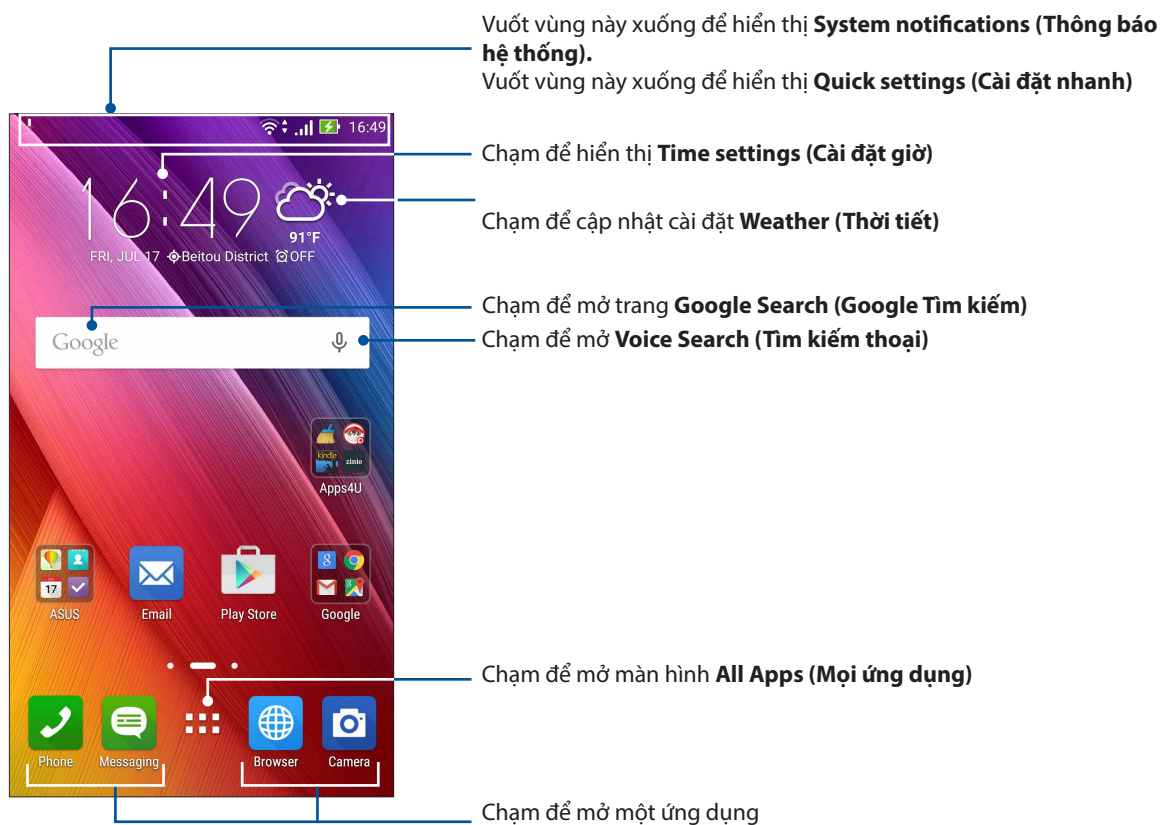 Vuốt vùng này xuống để hiển thị System notifications (Thông báo
hệ thống).
Vuốt vùng này xuống để hiển thị Quick settings (Cài đặt nhanh)
16:49
Chạm để hiển thị Time settings (Cài đặt giờ)
16:49
91°F
FRI, JUL 17 Beitou District OFF
Chạm để cập nhật cài đặt Weather (Thời tiết)
Chạm để mở trang Google Search (Google Tìm kiếm)
Google
Chạm để mở Voice Search (Tìm kiếm thoại)
kindle zinio
Apps4U
17
8
ASUS Email Play Store Google
Chạm để mở màn hình All Apps (Mọi ứng dụng)
Phone Messaging Browser Camera
Chạm để mở một ứng dụng